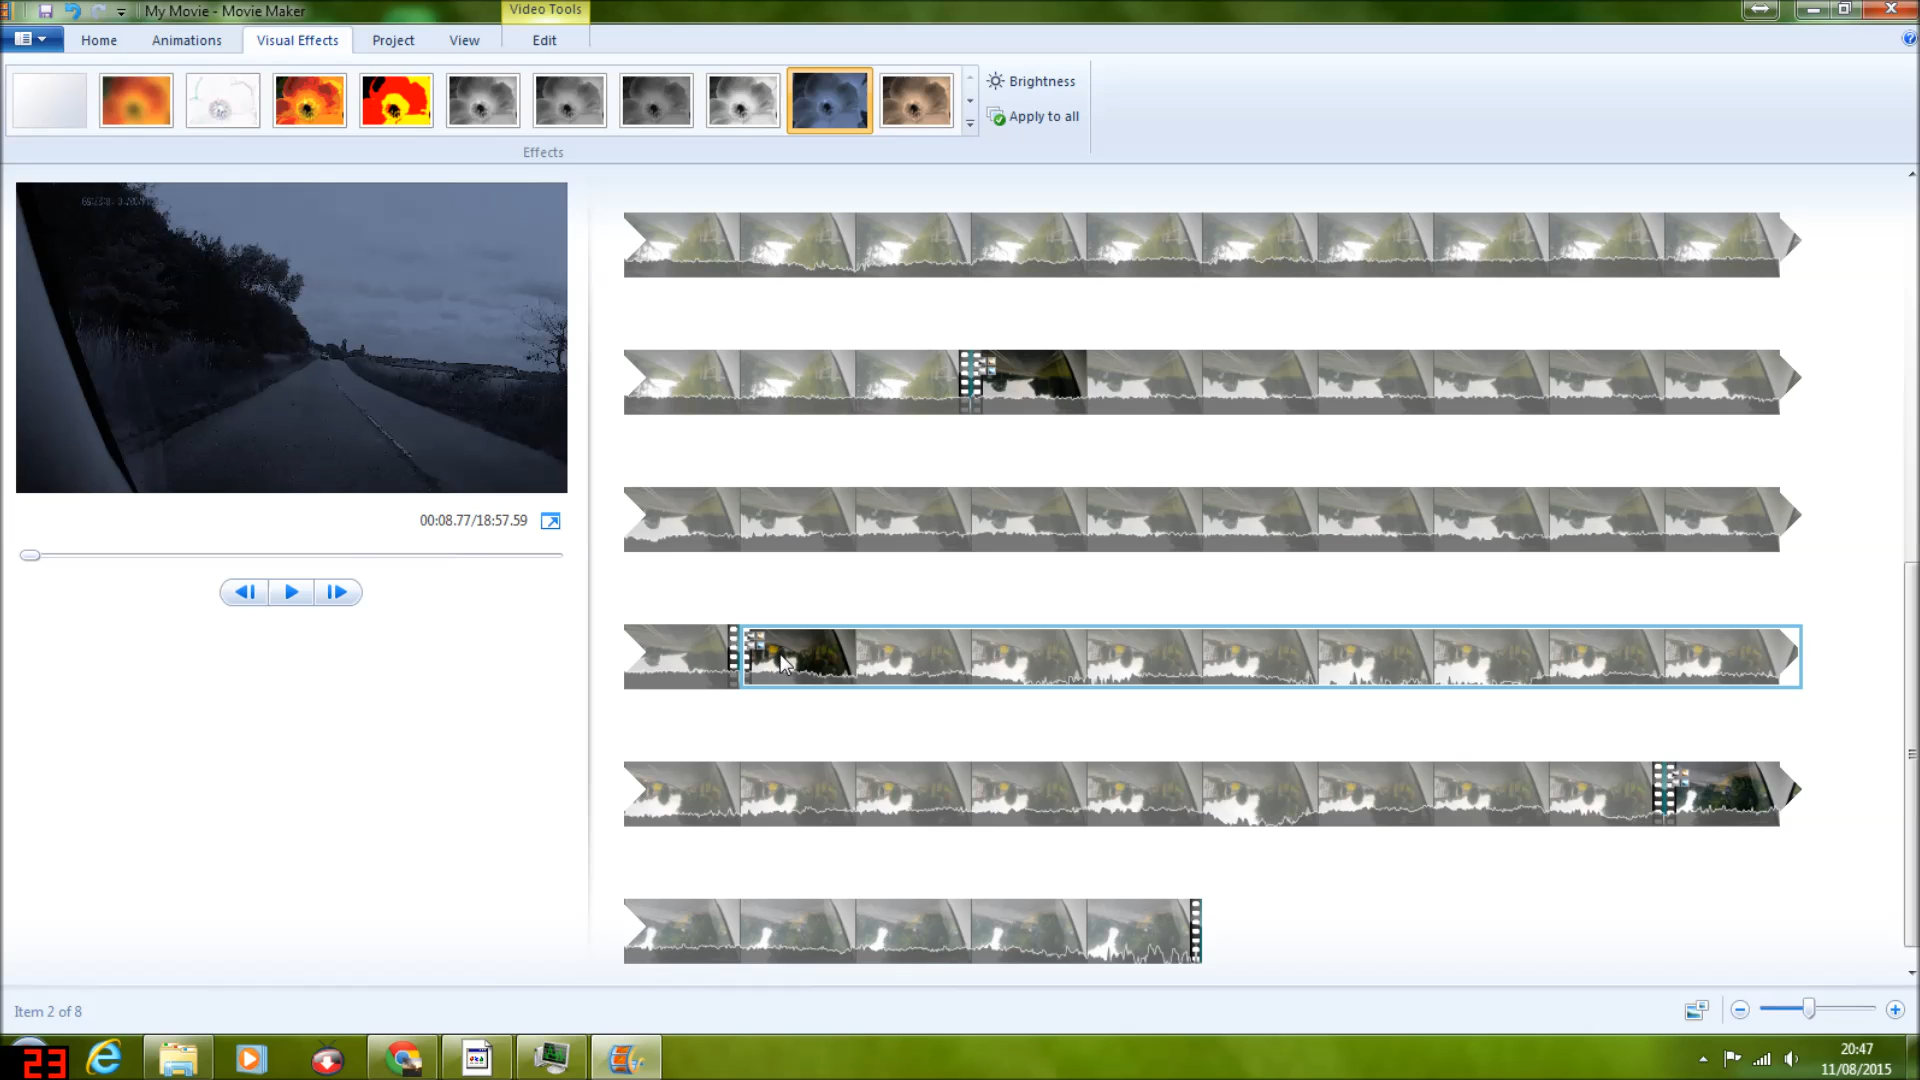 My Movie - Movie Maker
Video Tools
Home
Animations
Visual Effects
Project
View
Edit
Brightness
Apply to all
Effects
00:08.77/18:57.59
Item 2 of 8
23
20:47
11/08/2015